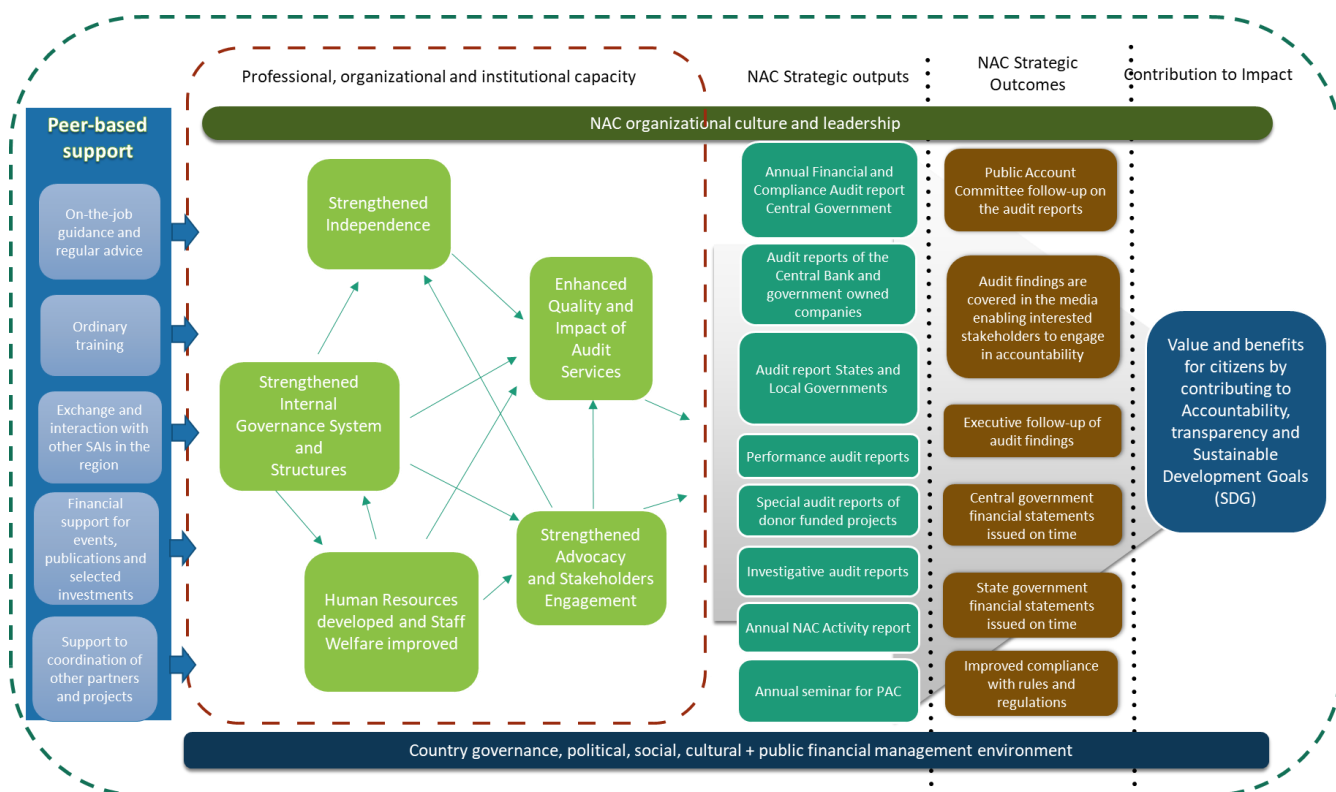 Professional, organizational and institutional capacity
NAC Strategic outputs
NAC Strategic
Outcomes
Contribution to Impact
NAC organizational culture and leadership
Peer-based
support
On-the-job
guidance and
regular advice
Ordinary
training
Exchange and
interaction with
other SAIs in the
region
Financial
support for
events,
publications and
selected
investments
Support to
coordination of
other partners
and projects
Strengthened
Independence
Strengthened
Internal
Governance System
and
Structures
Human Resources
developed and Staff
Welfare improved
Enhanced
Quality and
Impact of
Audit
Services
Strengthened
Advocacy
and Stakeholders
Engagement
Annual Financial and
Compliance Audit report
Central Government
Audit reports of the
Central Bank and
government owned
companies
Audit report States and
Local Governments
Performance audit reports
Special audit reports of
donor funded projects
Investigative audit reports
Annual NAC Activity report
Annual seminar for PAC
Public Account
Committee follow-up on
the audit reports
Audit findings are
covered in the media
enabling interested
stakeholders to engage
in accountability
Executive follow-up of
audit findings
Central government
financial statements
issued on time
State government
financial statements
issued on time
Improved compliance
with rules and
regulations
Value and benefits
for citizens by
contributing to
Accountability,
transparency and
Sustainable
Development Goals
(SDG)
Country governance, political, social, cultural + public financial management environment